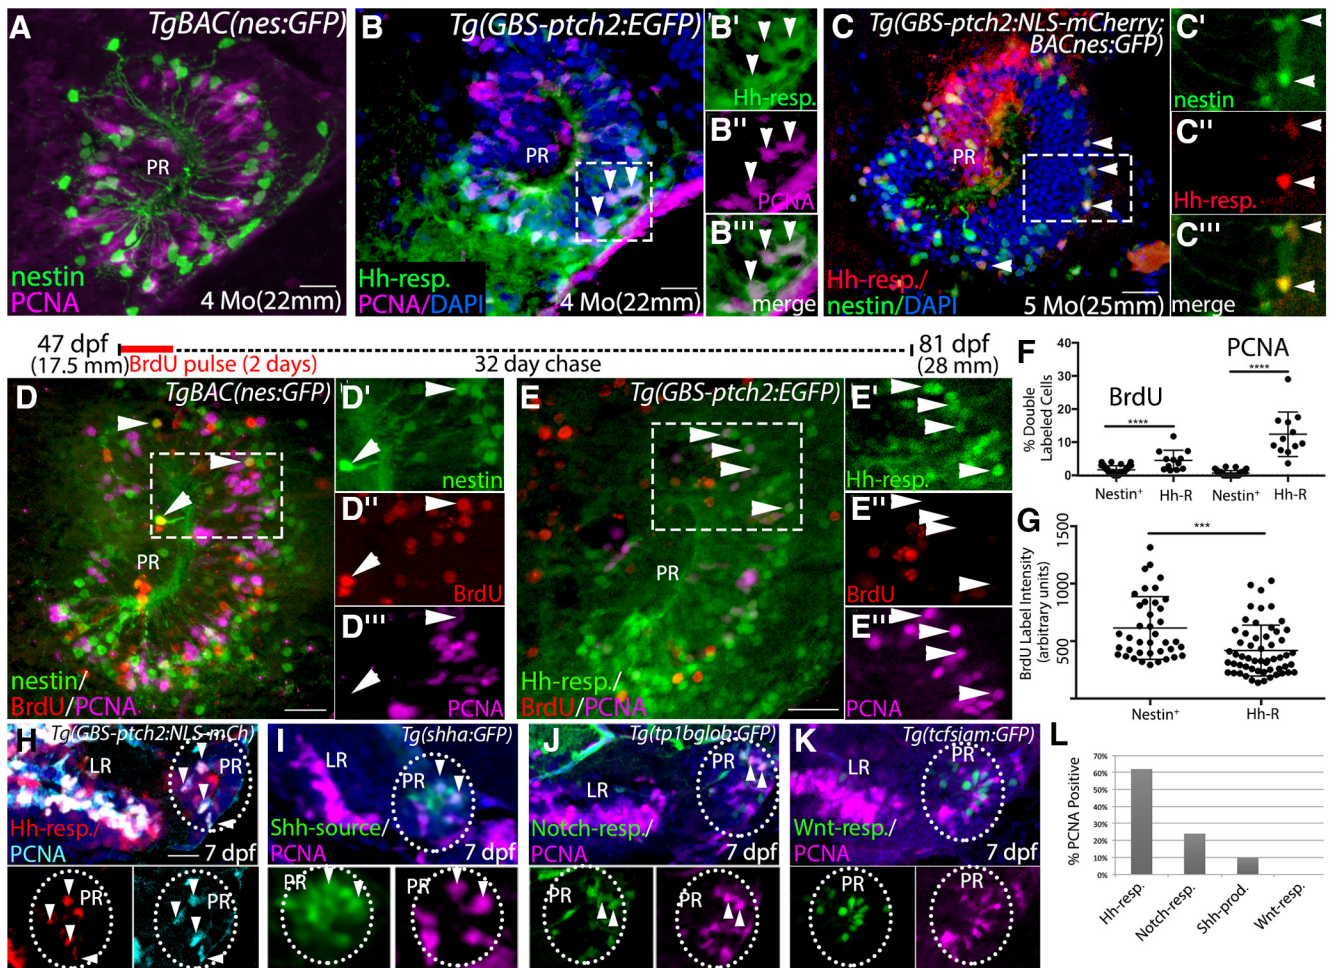 A
TgBAC(nes:GFP)
PR
nestin
PCNA
4 Mo(22mm)
B
Tg(GBS-ptch2:EGFP)
PR
Hh-resp.
PCNA/DAPI
4 Mo(22mm)
B'
Hh-resp.
B''
PCNA
B'''
merge
C
Tg(GBS-ptch2:NLS-mCherry;
BACnes:GFP)
PR
Hh-resp./
nestin/DAPI
5 Mo(25mm)
C'
nestin
C''
Hh-resp.
C'''
merge
47 dpf
(17.5 mm)
BrdU pulse (2 days)
32 day chase
81 dpf
(28 mm)
D
TgBAC(nes:GFP)
PR
nestin/
BrdU/PCNA
D'
nestin
D''
BrdU
D'''
PCNA
E
Tg(GBS-ptch2:EGFP)
PR
Hh-resp./
BrdU/PCNA
E'
Hh-resp.
E''
BrdU
E'''
PCNA
F
% Double
Labeled Cells
40
30
20
10
0
BrdU
PCNA
****
****
Nestin+
Hh-R
Nestin+
Hh-R
G
BrdU Label Intensity
(arbitrary units)
1500
1000
500
***
Nestin+
Hh-R
H
Tg(GBS-ptch2:NLS-mCh)
LR
PR
Hh-resp./
PCNA
7 dpf
PR
PR
I
Tg(shha:GFP)
LR
PR
Shh-source/
PCNA
7 dpf
PR
PR
J
Tg(tp1bglob:GFP)
PR
LR
Notch-resp./
PCNA
7 dpf
PR
PR
K
Tg(tcfsiam:GFP)
PR
LR
Wnt-resp./
PCNA
7 dpf
PR
PR
L
% PCNA Positive
70%
60%
50%
40%
30%
20%
10%
0%
Hh-resp.
Notch-resp.
Shh-prod.
Wnt-resp.